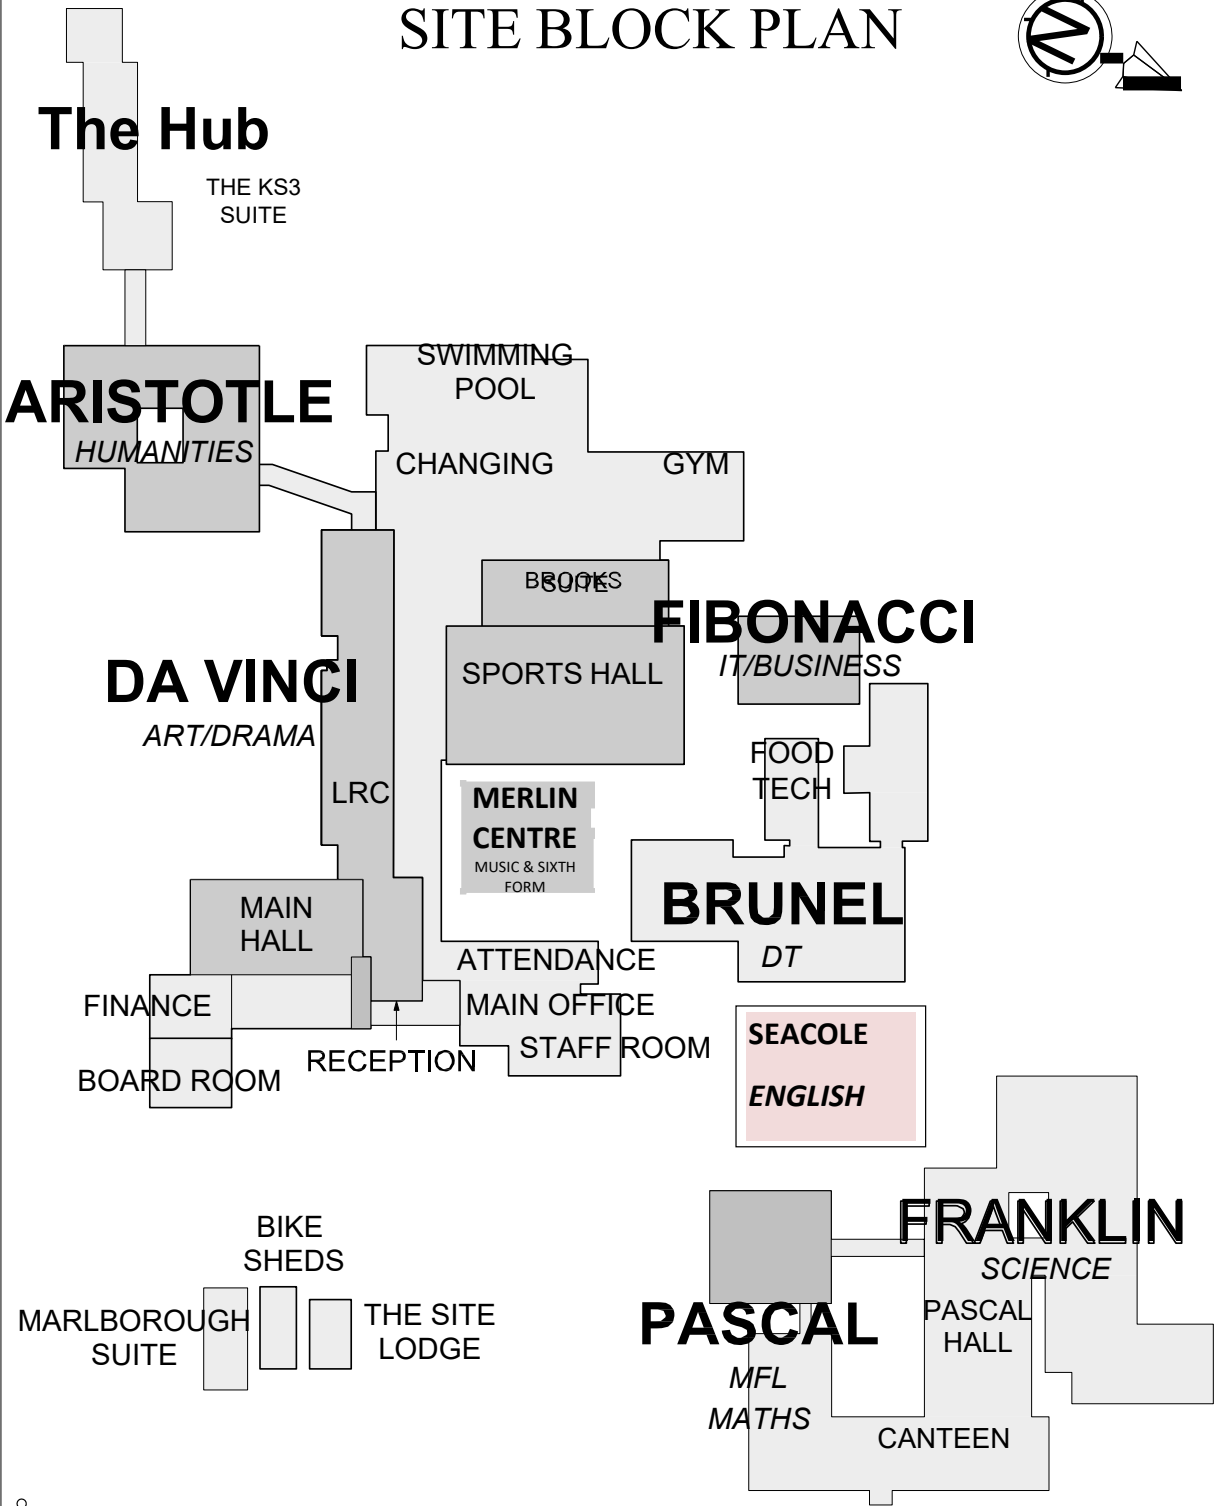 SITE BLOCK PLAN
N
The Hub
THE KS3
SUITE
ARISTOTLE
HUMANITIES
SWIMMING
POOL
CHANGING
GYM
BROOKS
SUITE
FIBONACCI
IT/BUSINESS
SPORTS HALL
DA VINCI
ART/DRAMA
LRC
FOOD
TECH
MERLIN
CENTRE
MUSIC & SIXTH
FORM
BRUNEL
DT
MAIN
HALL
ATTENDANCE
FINANCE
MAIN OFFICE
STAFF ROOM
RECEPTION
BOARD ROOM
SEACOLE
ENGLISH
FRANKLIN
SCIENCE
BIKE
SHEDS
MARLBOROUGH
SUITE
THE SITE
LODGE
PASCAL
MFL
MATHS
PASCAL
HALL
CANTEEN